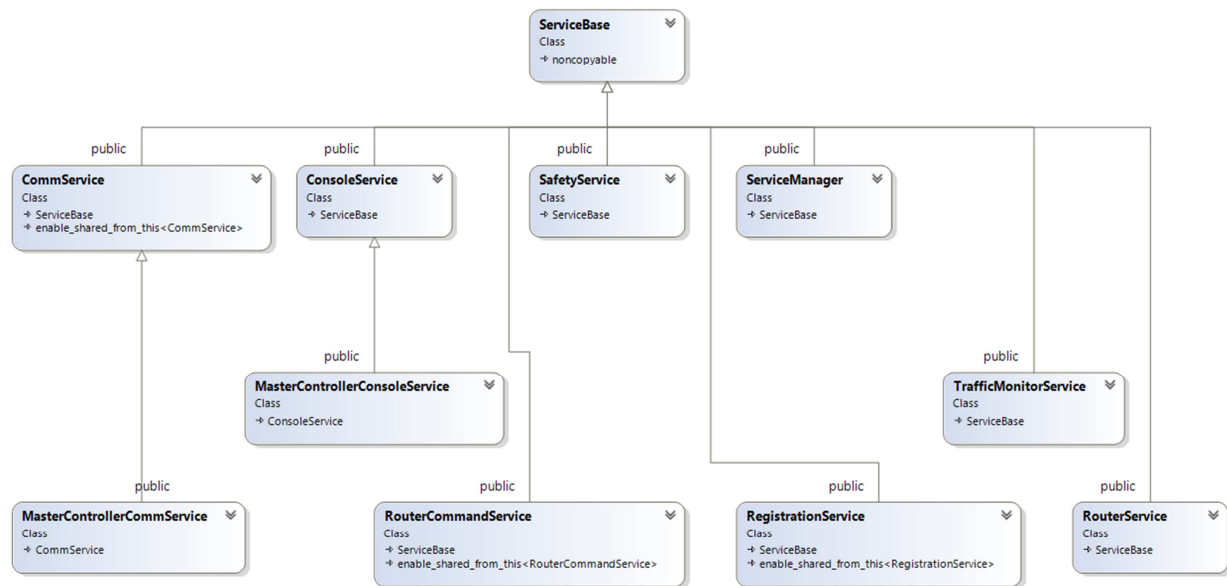 ServiceBase
Class
noncopyable
public
public
public
public
CommService
Class
ServiceBase
enable_shared_from_this<CommService>
ConsoleService
Class
ServiceBase
SafetyService
Class
ServiceBase
ServiceManager
Class
ServiceBase
public
public
MasterControllerConsoleService
Class
ConsoleService
TrafficMonitorService
Class
ServiceBase
public
public
public
public
MasterControllerCommService
Class
CommService
RouterCommandService
Class
ServiceBase
enable_shared_from_this<RouterCommandService>
RegistrationService
Class
ServiceBase
enable_shared_from_this<RegistrationService>
RouterService
Class
ServiceBase